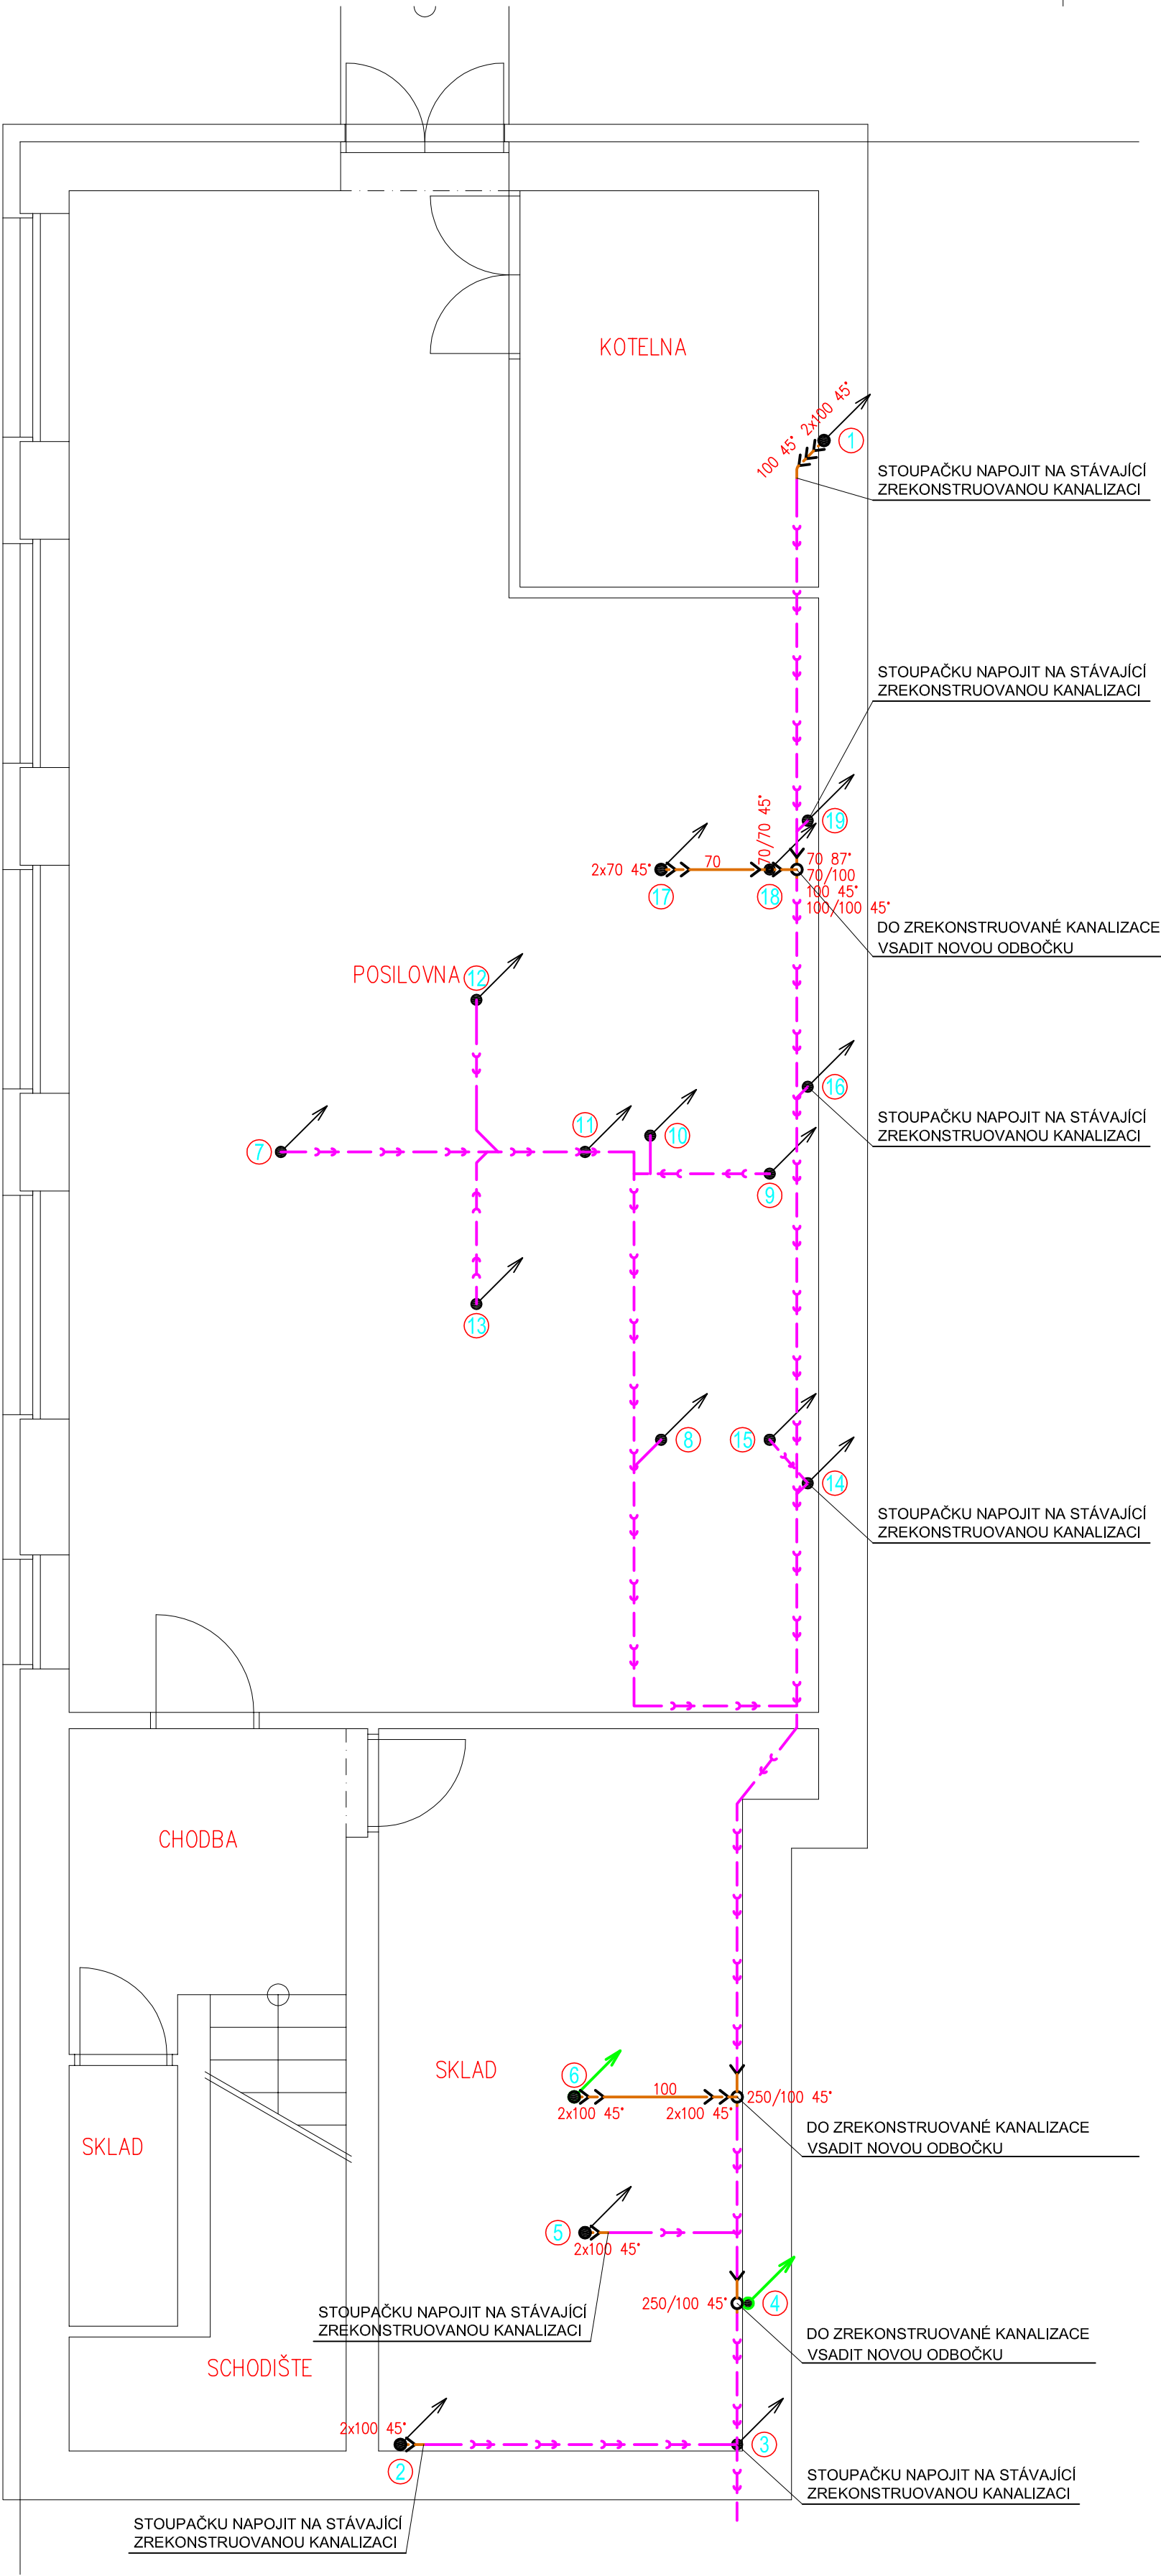 KOTELNA
2x100 45°
100 45°
1
STOUPAČKU NAPOJIT NA STÁVAJÍCÍ
ZREKONSTRUOVANOU KANALIZACI
STOUPAČKU NAPOJIT NA STÁVAJÍCÍ
ZREKONSTRUOVANOU KANALIZACI
19
70/70 45°
2x70 45°
70
70 87°
70/100
100 45°
100/100 45°
17
18
DO ZREKONSTRUOVANÉ KANALIZACE
VSADIT NOVOU ODBOČKU
POSILOVNA
12
16
STOUPAČKU NAPOJIT NA STÁVAJÍCÍ
ZREKONSTRUOVANOU KANALIZACI
11
10
7
9
13
8
15
14
STOUPAČKU NAPOJIT NA STÁVAJÍCÍ
ZREKONSTRUOVANOU KANALIZACI
CHODBA
SKLAD
6
100
2x100 45°
2x100 45°
250/100 45°
DO ZREKONSTRUOVANÉ KANALIZACE
VSADIT NOVOU ODBOČKU
SKLAD
5
2x100 45°
250/100 45°
4
STOUPAČKU NAPOJIT NA STÁVAJÍCÍ
ZREKONSTRUOVANOU KANALIZACI
DO ZREKONSTRUOVANÉ KANALIZACE
VSADIT NOVOU ODBOČKU
SCHODIŠTE
2x100 45°
2
3
STOUPAČKU NAPOJIT NA STÁVAJÍCÍ
ZREKONSTRUOVANOU KANALIZACI
STOUPAČKU NAPOJIT NA STÁVAJÍCÍ
ZREKONSTRUOVANOU KANALIZACI